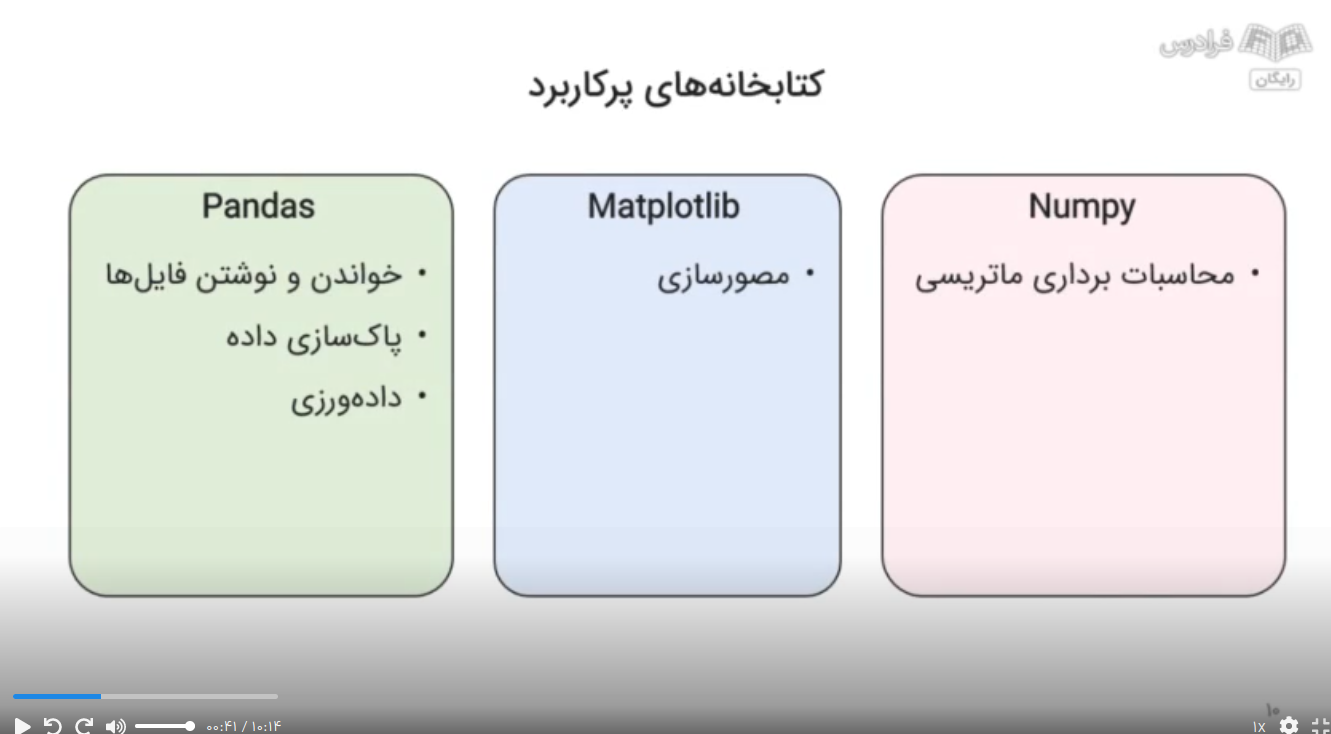 فرادرس
رایگان
کتابخانه‌های پرکاربرد
Numpy
• محاسبات برداری ماتریسی
Matplotlib
• مصورسازی
Pandas
• خواندن و نوشتن فایل‌ها
• پاک‌سازی داده
• داده‌ورزی
۱۰
۰۰:۴۱ / ۱۰:۱۴
۱x